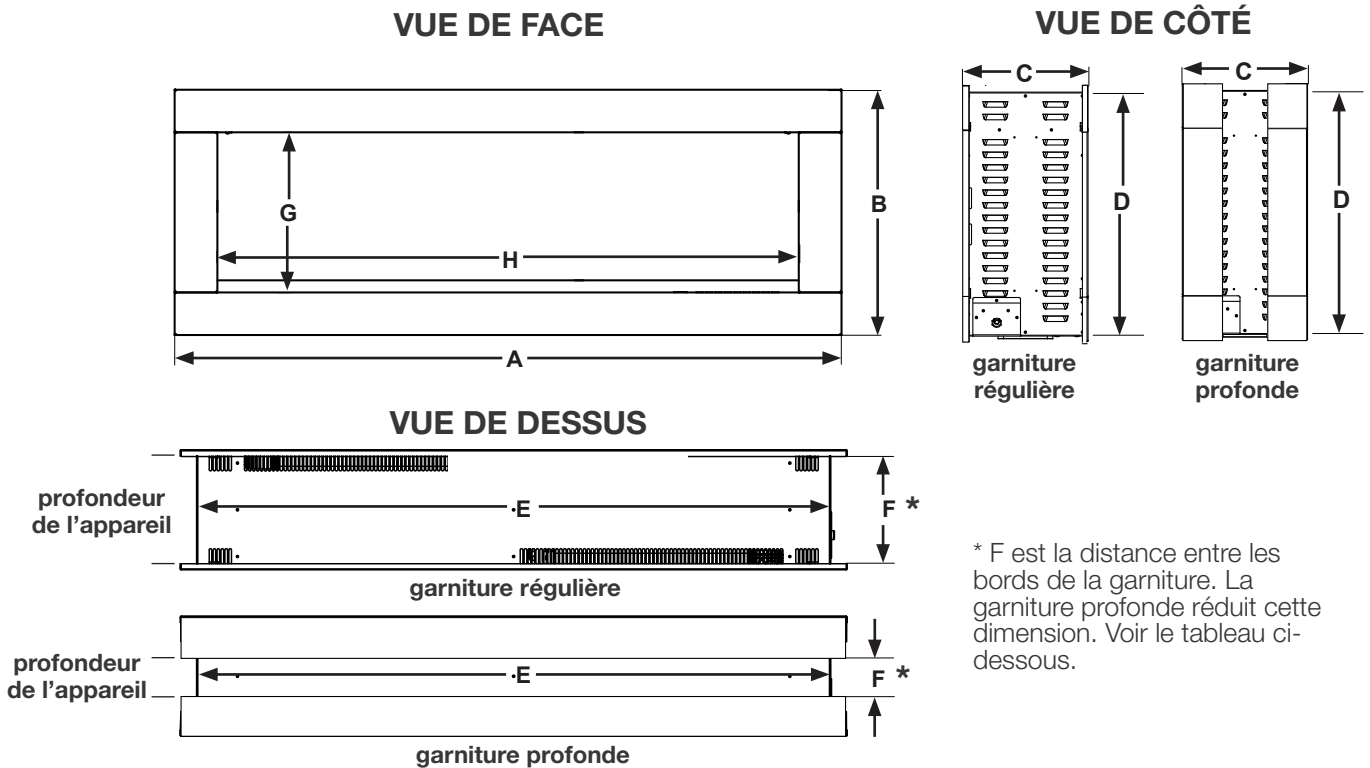 VUE DE FACE
A
B
G
H
VUE DE CÔTÉ
C
D
garniture
régulière
C
D
garniture
profonde
VUE DE DESSUS
profondeur
de l’appareil
E
F *
garniture régulière
profondeur
de l’appareil
E
F *
garniture profonde
* F est la distance entre les
bords de la garniture. La
garniture profonde réduit cette
dimension. Voir le tableau ci-
dessous.